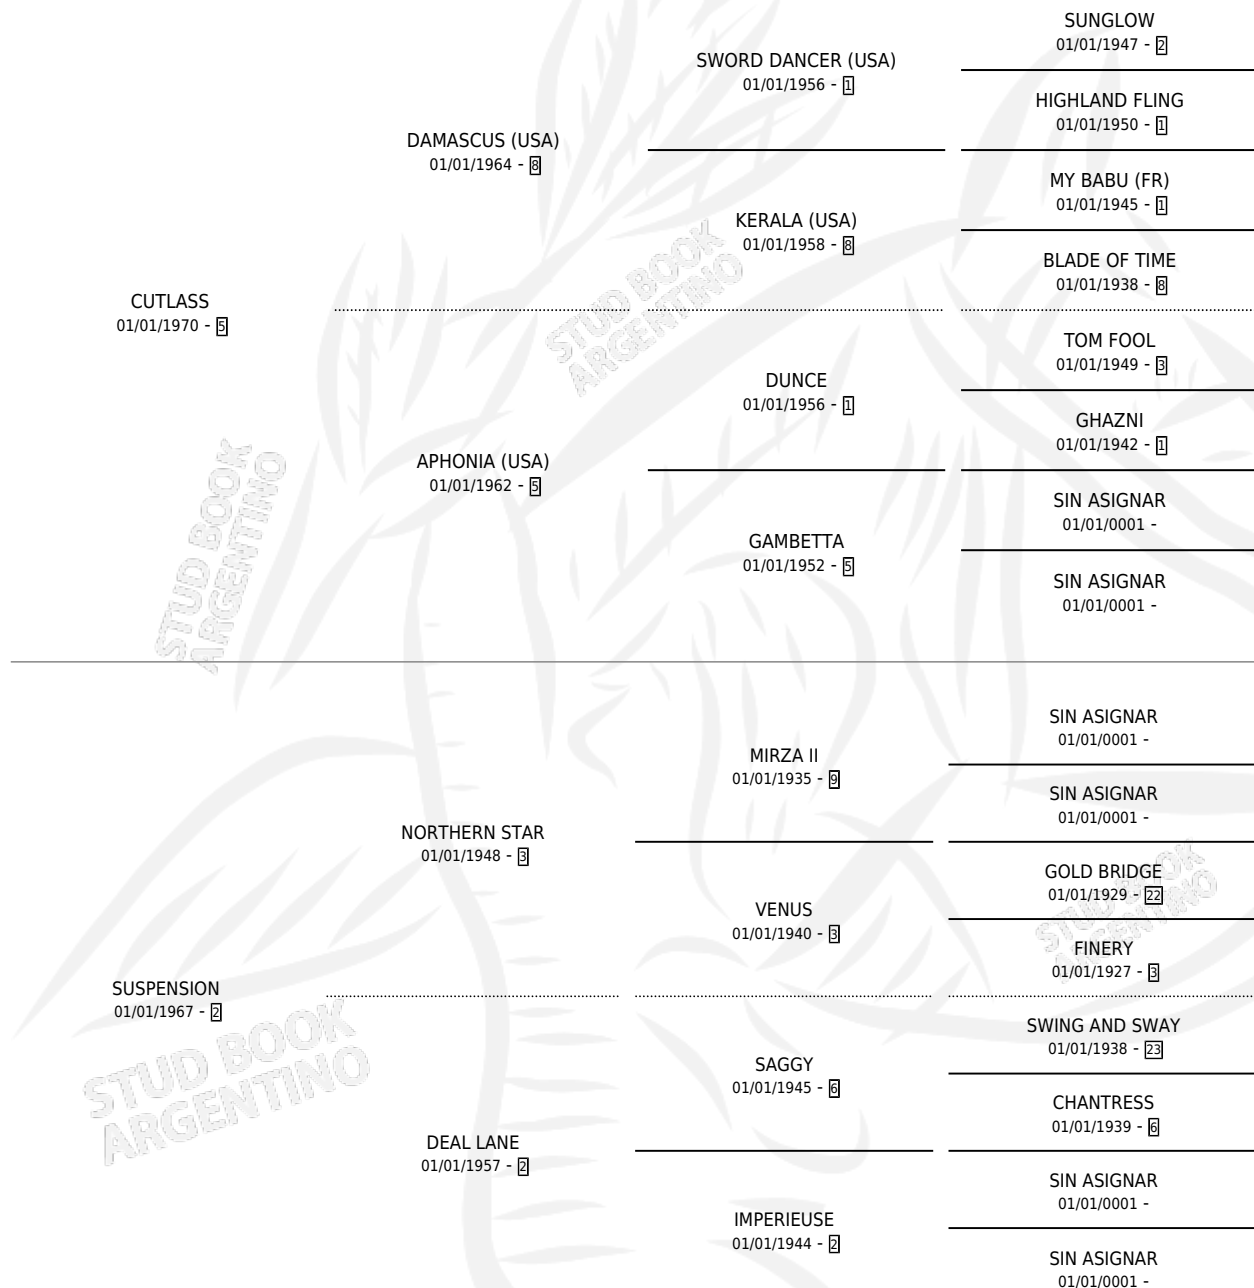 SUNGLOW
01/01/1947 - 2
SWORD DANCER (USA)
01/01/1956 - 1
HIGHLAND FLING
01/01/1950 - 1
DAMASCUS (USA)
01/01/1964 - 8
MY BABU (FR)
01/01/1945 - 1
KERALA (USA)
01/01/1958 - 8
BLADE OF TIME
01/01/1938 - 8
CUTLASS
01/01/1970 - 5
TOM FOOL
01/01/1949 - 3
DUNCE
01/01/1956 - 1
GHAZNI
01/01/1942 - 1
APHONIA (USA)
01/01/1962 - 5
SIN ASIGNAR
01/01/0001 -
GAMBETTA
01/01/1952 - 5
SIN ASIGNAR
01/01/0001 -
STUD BOOK
ARGENTINO
STUD BOOK
ARGENTINO
SIN ASIGNAR
01/01/0001 -
MIRZA II
01/01/1935 - 9
SIN ASIGNAR
01/01/0001 -
NORTHERN STAR
01/01/1948 - 3
GOLD BRIDGE
01/01/1929 - 22
VENUS
01/01/1940 - 3
FINERY
01/01/1927 - 3
SUSPENSION
01/01/1967 - 2
SWING AND SWAY
01/01/1938 - 23
SAGGY
01/01/1945 - 6
CHANTRESS
01/01/1939 - 6
DEAL LANE
01/01/1957 - 2
SIN ASIGNAR
01/01/0001 -
IMPERIEUSE
01/01/1944 - 2
SIN ASIGNAR
01/01/0001 -
STUD BOOK
ARGENTINO
STUD BOOK
ARGENTINO